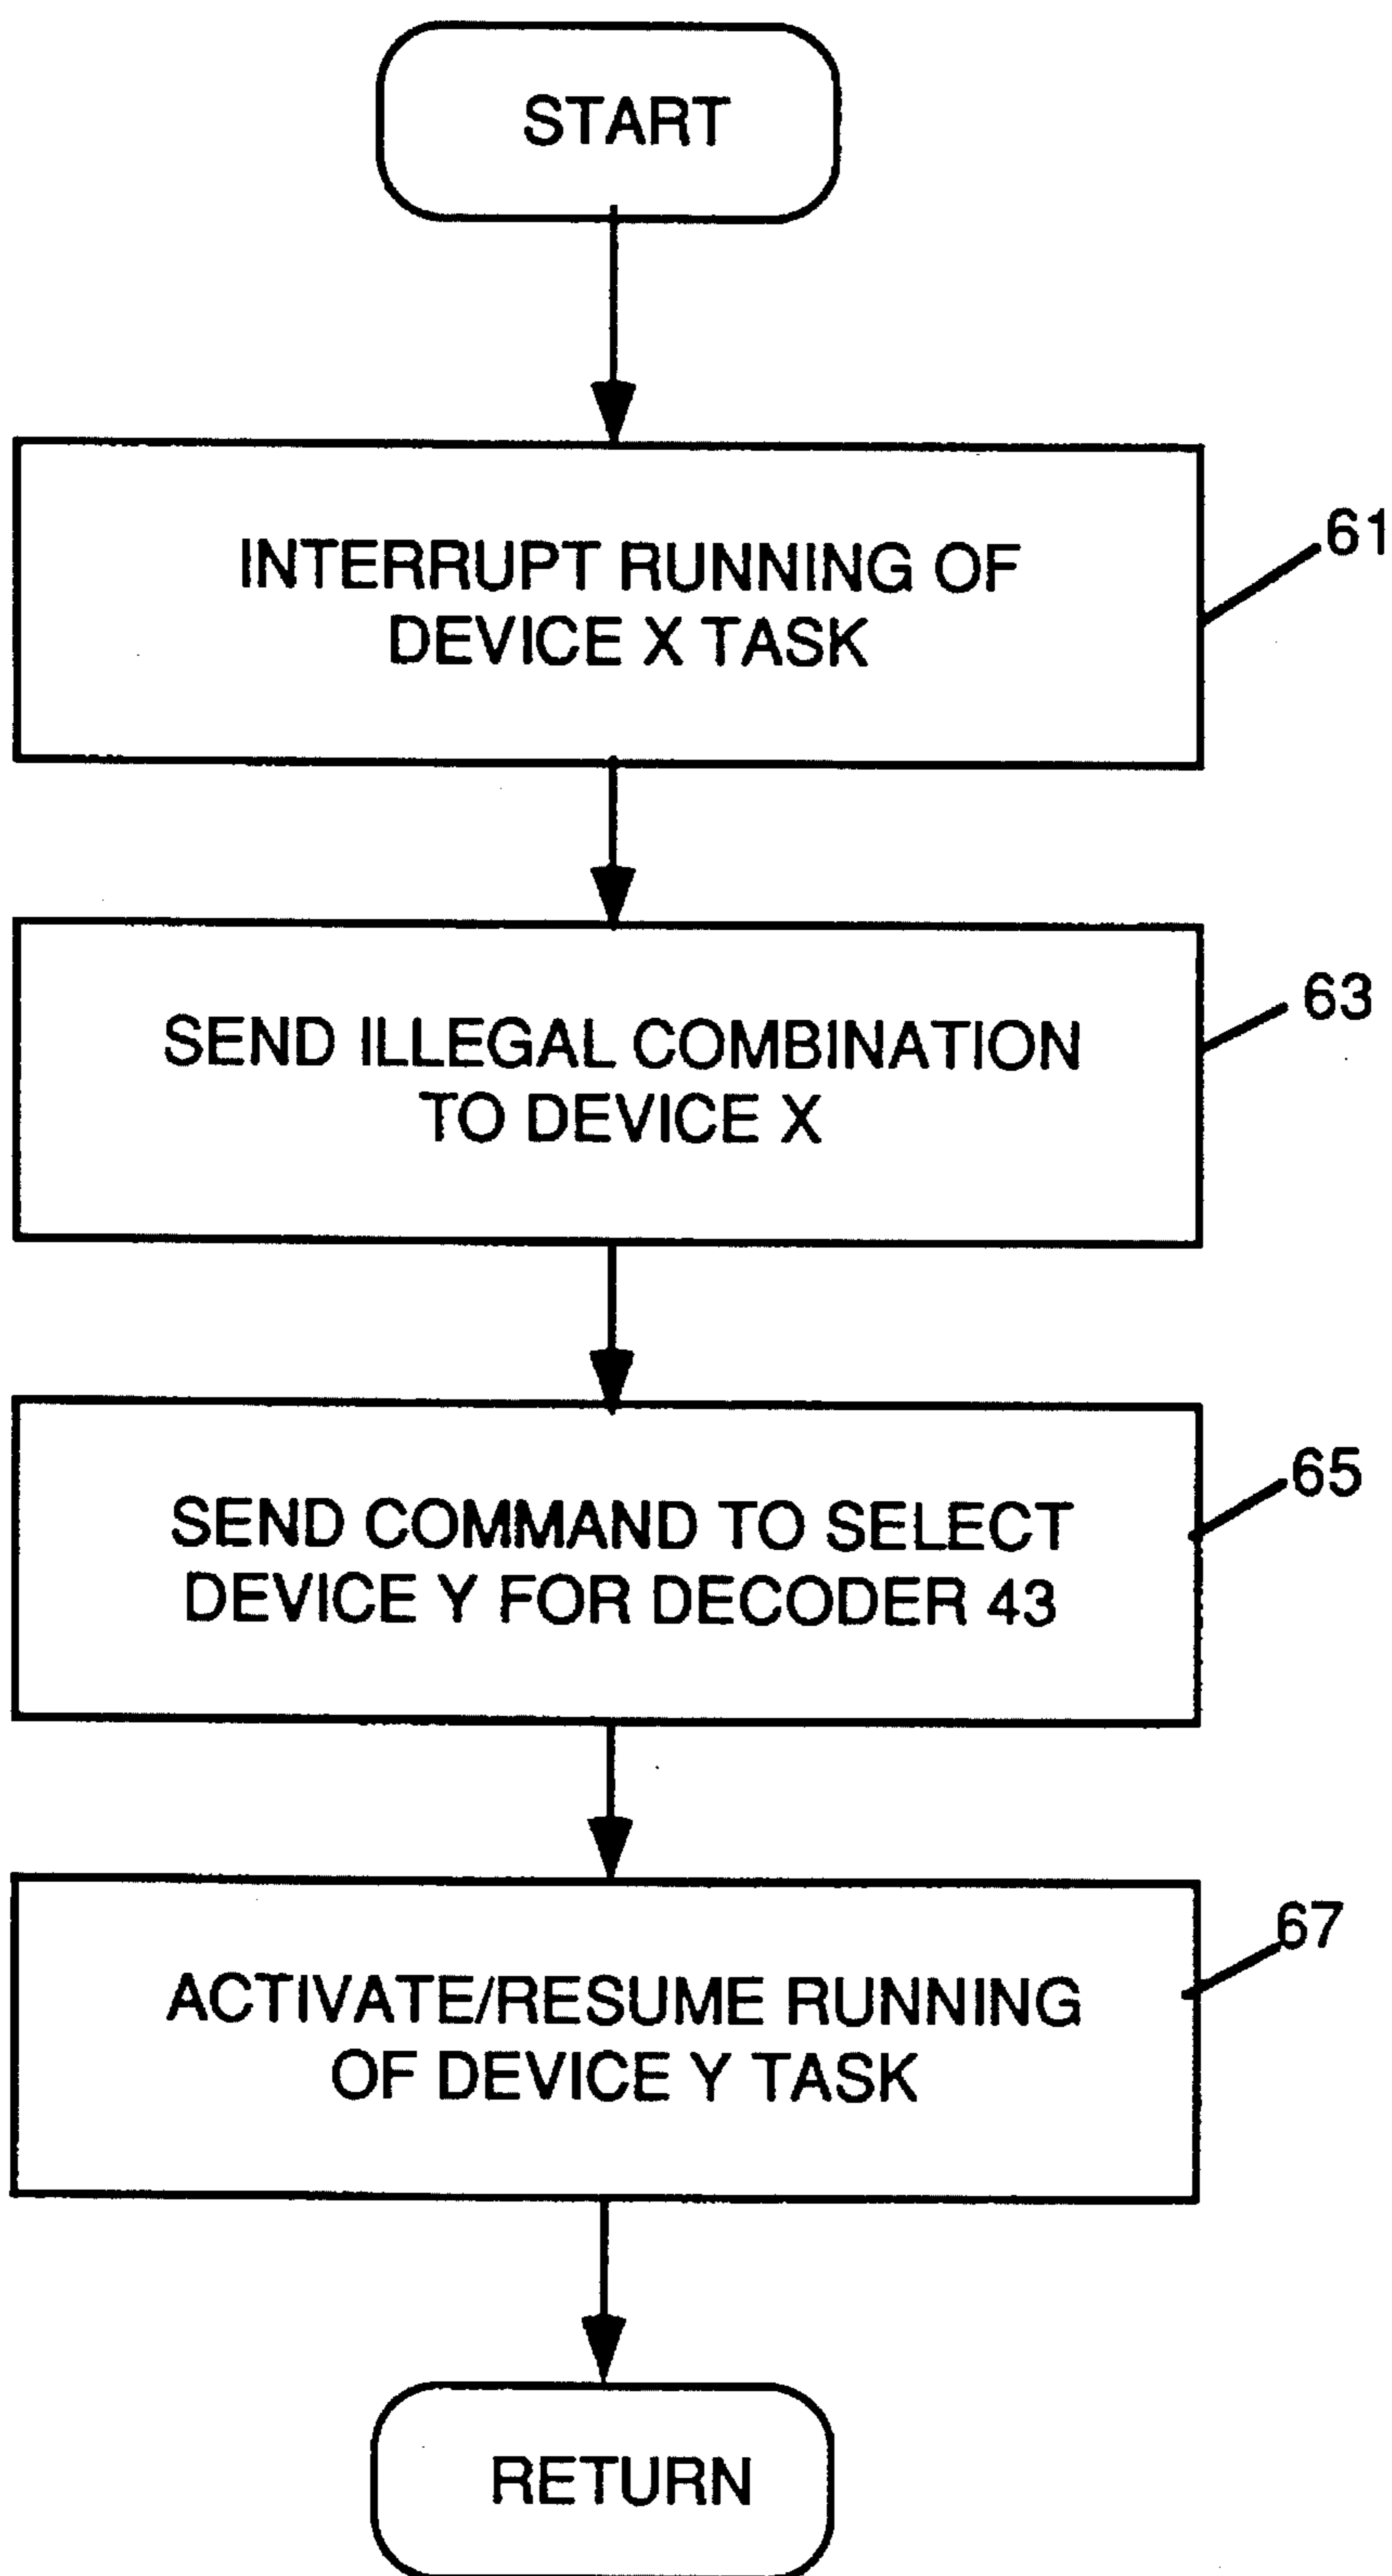 START
INTERRUPT RUNNING OF
DEVICE X TASK
61
SEND ILLEGAL COMBINATION
TO DEVICE X
63
SEND COMMAND TO SELECT
DEVICE Y FOR DECODER 43
65
ACTIVATE/RESUME RUNNING
OF DEVICE Y TASK
67
RETURN